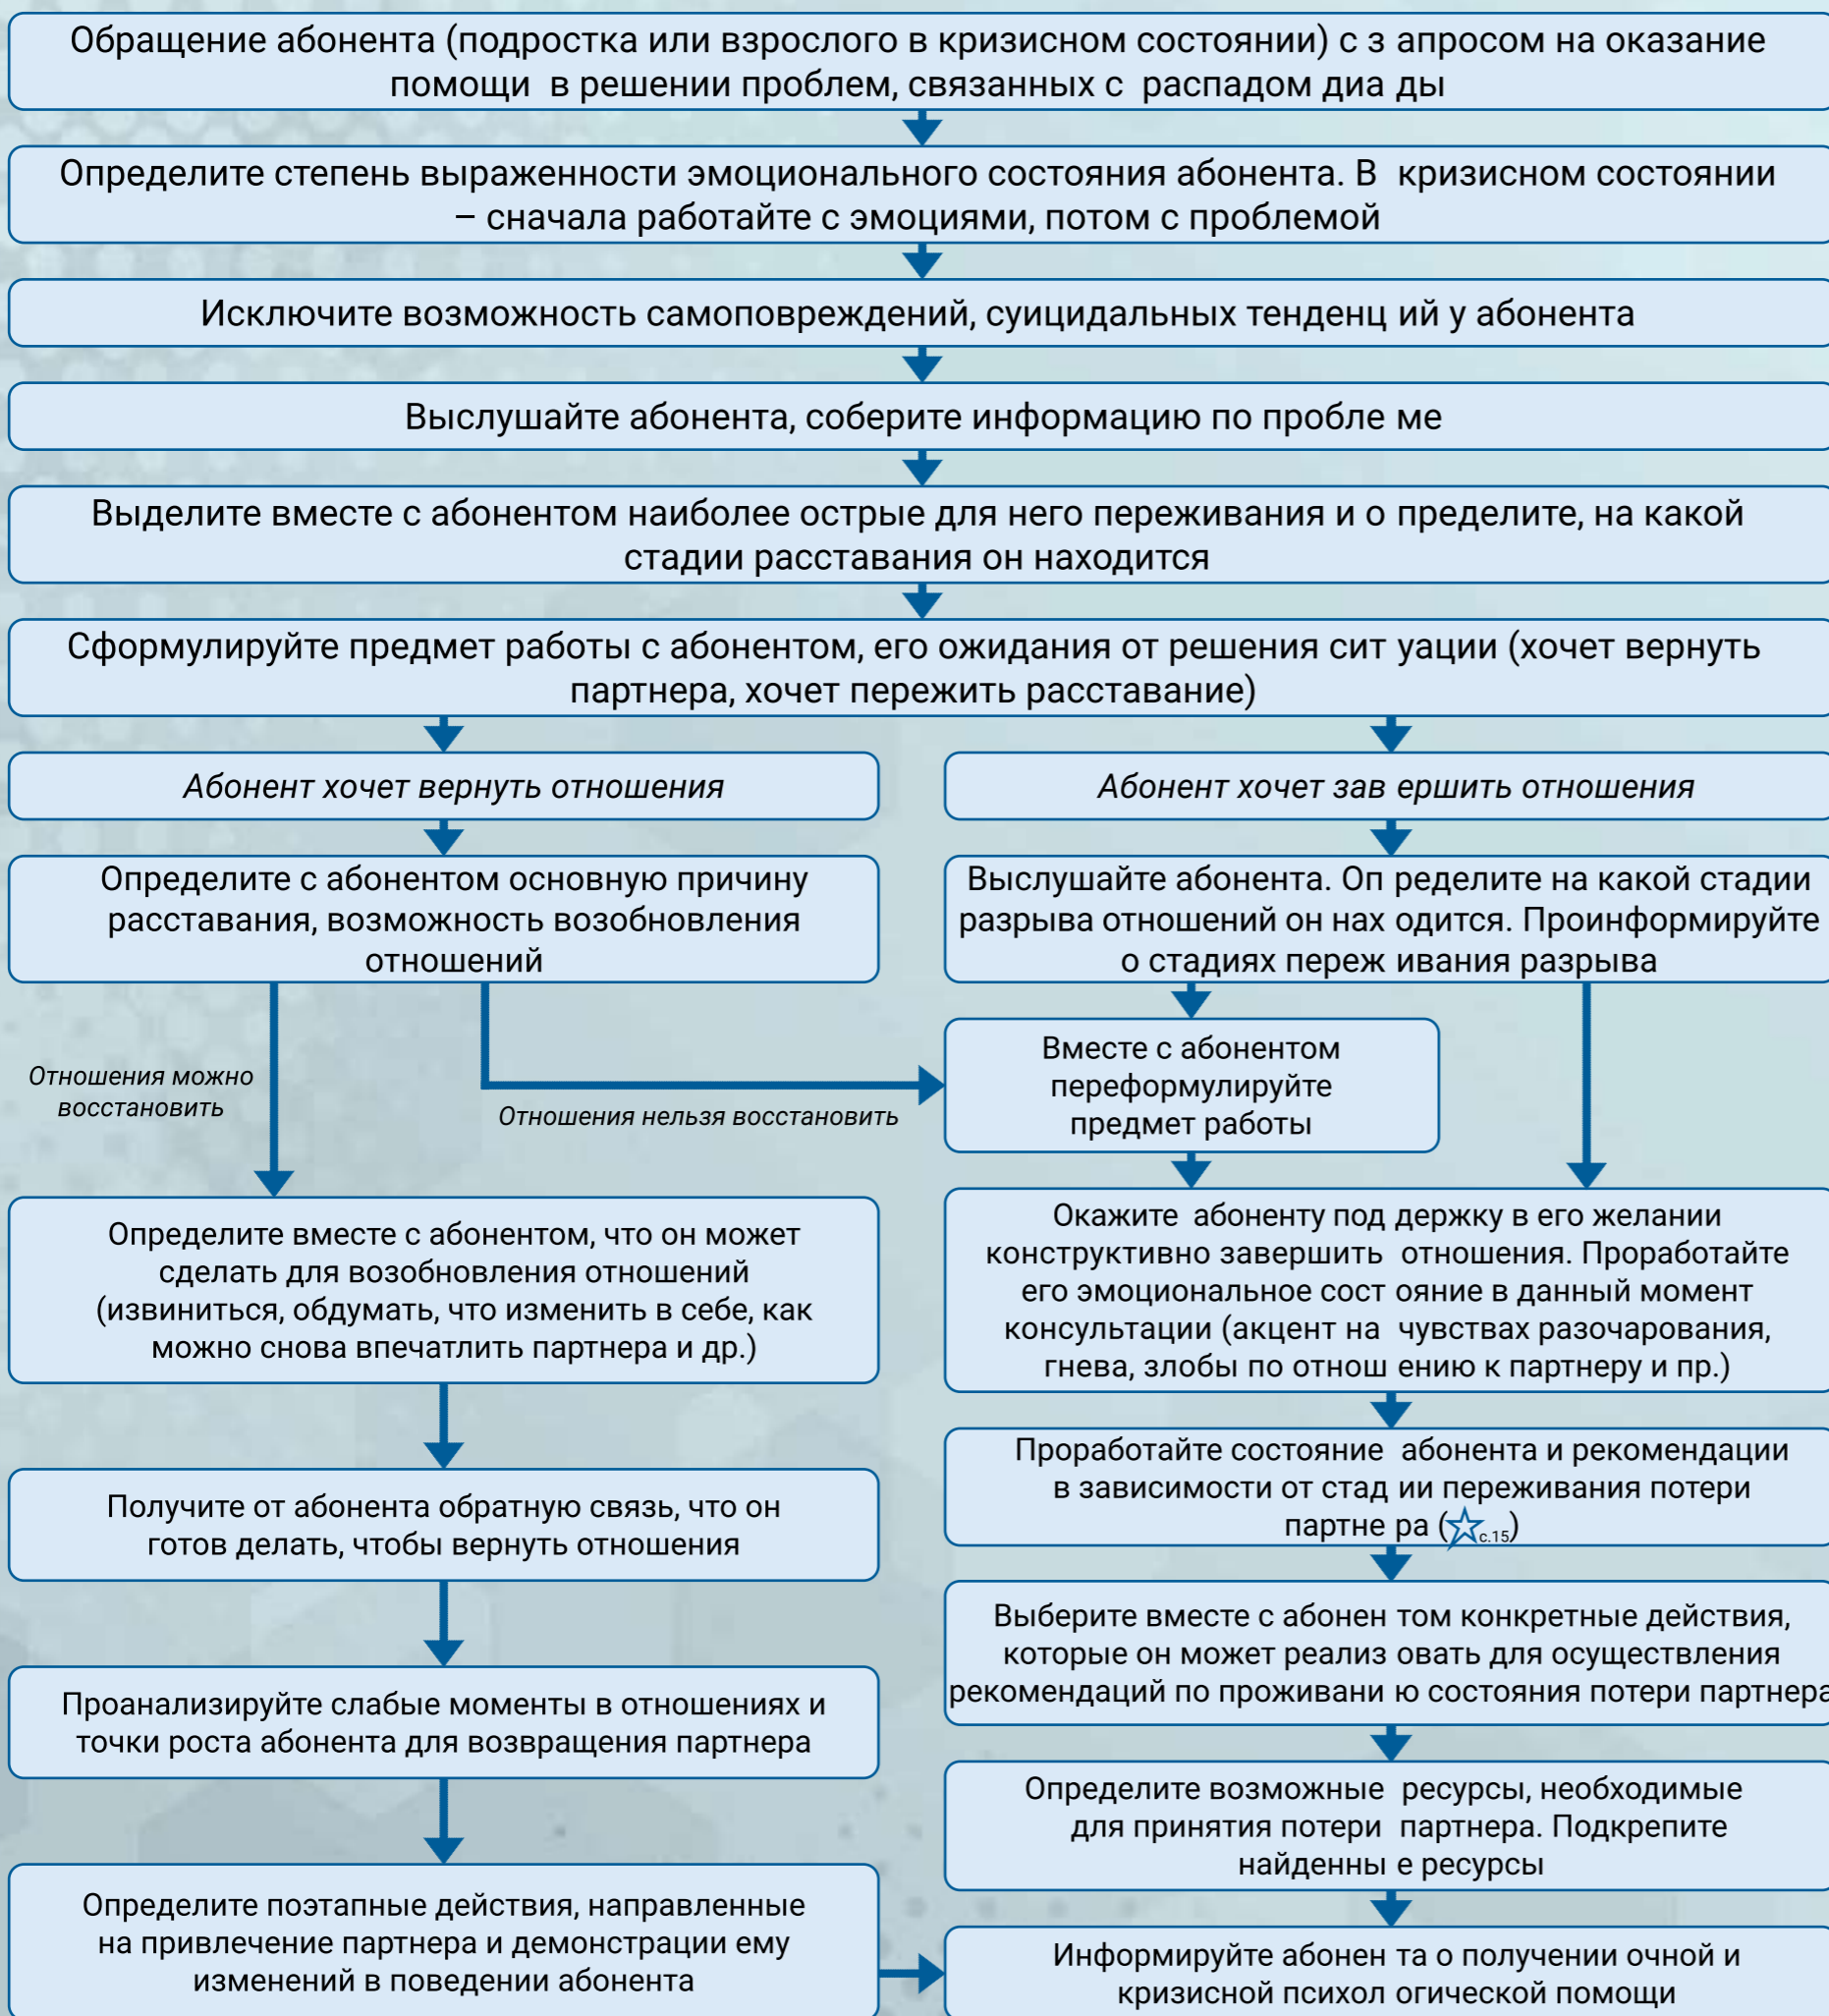 Обращение абонента (подростка или взрослого в кризисном состоянии) с з апросом на оказание
помощи в решении проблем, связанных с распадом диа ды
Определите степень выраженности эмоционального состояния абонента. В кризисном состоянии
– сначала работайте с эмоциями, потом с проблемой
Исключите возможность самоповреждений, суицидальных тенденц ий у абонента
Выслушайте абонента, соберите информацию по пробле ме
Выделите вместе с абонентом наиболее острые для него переживания и о пределите, на какой
стадии расставания он находится
Сформулируйте предмет работы с абонентом, его ожидания от решения сит уации (хочет вернуть
партнера, хочет пережить расставание)
Абонент хочет вернуть отношения
Абонент хочет зав ершить отношения
Определите с абонентом основную причину
расставания, возможность возобновления
отношений
Выслушайте абонента. Оп ределите на какой стадии
разрыва отношений он нах одится. Проинформируйте
о стадиях переж ивания разрыва
Отношения можно
восстановить
Отношения нельзя восстановить
Вместе с абонентом
переформулируйте
предмет работы
Определите вместе с абонентом, что он может
сделать для возобновления отношений
(извиниться, обдумать, что изменить в себе, как
можно снова впечатлить партнера и др.)
Окажите абоненту под держку в его желании
конструктивно завершить отношения. Проработайте
его эмоциональное сост ояние в данный момент
консультации (акцент на чувствах разочарования,
гнева, злобы по отнош ению к партнеру и пр.)
Проработайте состояние абонента и рекомендации
в зависимости от стад ии переживания потери
партне ра (с.15)
Получите от абонента обратную связь, что он
готов делать, чтобы вернуть отношения
Выберите вместе с абонен том конкретные действия,
которые он может реализ овать для осуществления
рекомендаций по проживани ю состояния потери партнера
Проанализируйте слабые моменты в отношениях и
точки роста абонента для возвращения партнера
Определите возможные ресурсы, необходимые
для принятия потери партнера. Подкрепите
найденны е ресурсы
Определите поэтапные действия, направленные
на привлечение партнера и демонстрации ему
изменений в поведении абонента
Информируйте абонен та о получении очной и
кризисной психол огической помощи